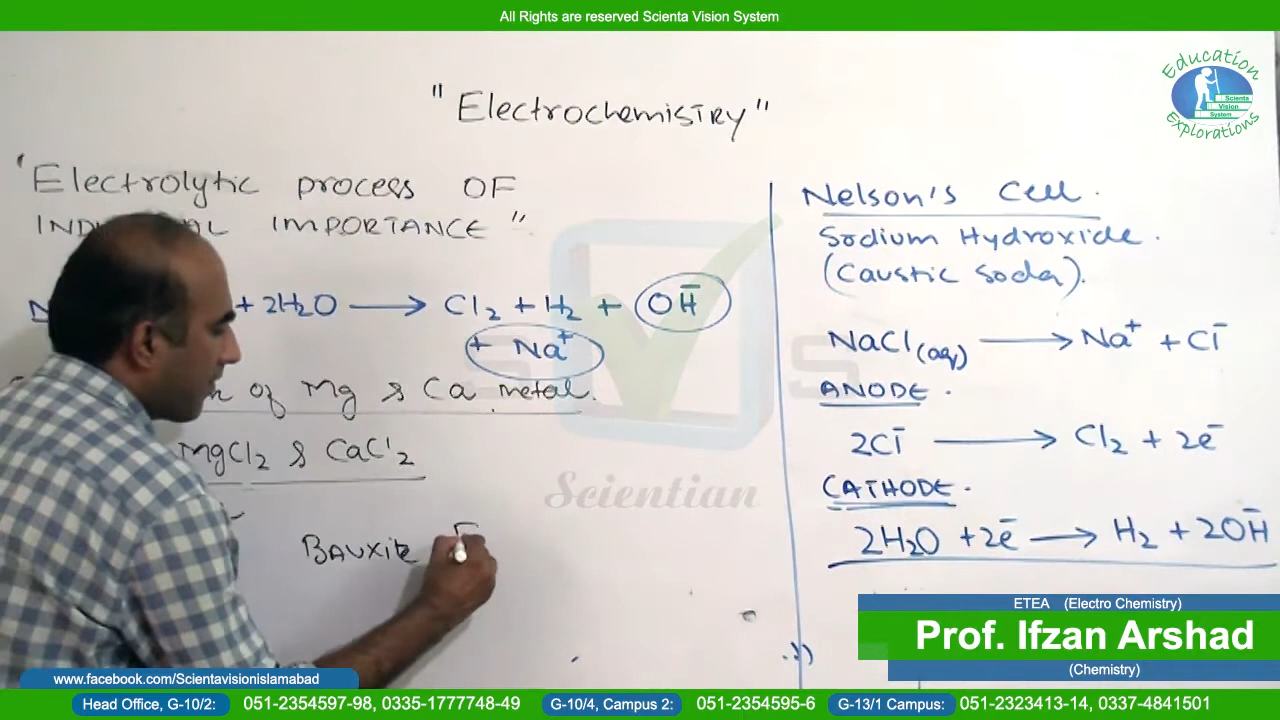 All Rights are reserved Scienta Vision System
Education
Scienta
Vision
System
Explorations
"Electrochemistry"
'Electrolytic process OF
IMPORTANCE"
+ 2H₂O ⟶ Cl₂ + H₂ + OH⁻
+ Na⁺
of Mg & Ca metal.
MgCl₂ & CaCl₂
Bauxite
Nelson's Cell.
Sodium Hydroxide.
(Caustic Soda).
NaCl(aq) ⟶ Na⁺ + Cl⁻
ANODE.
2Cl⁻ ⟶ Cl₂ + 2e⁻
CATHODE.
2H₂O + 2e⁻ ⟶ H₂ + 2OH⁻
Scientian
ETEA (Electro Chemistry)
Prof. Ifzan Arshad
(Chemistry)
www.facebook.com/Scientavisionislamabad
Head Office, G-10/2: 051-2354597-98, 0335-1777748-49 G-10/4, Campus 2: 051-2354595-6 G-13/1 Campus: 051-2323413-14, 0337-4841501